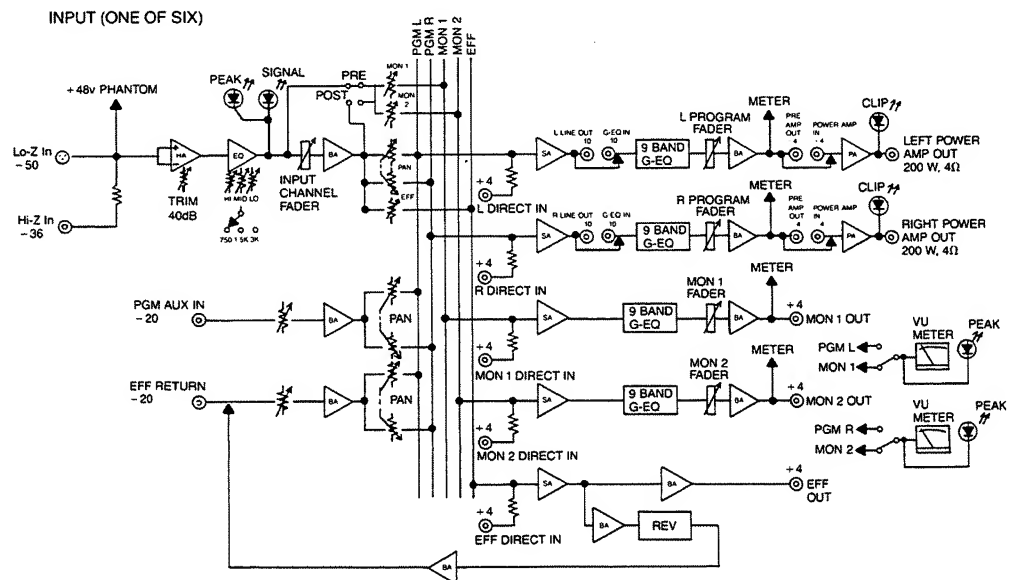 INPUT (ONE OF SIX)
PGM L
PGM R
MON 1
MON 2
EFF
+48v PHANTOM
PEAK
SIGNAL
PRE
POST
MON 1
MON 2
Lo-Z In
-50
HA
EQ
BA
TRIM
40dB
HI MID LO
750 1 5K 3K
INPUT
CHANNEL
FADER
PAN
EFF
Hi-Z In
-36
+4
L DIRECT IN
SA
L LINE OUT
10
G-EQ IN
10
9 BAND
G-EQ
L PROGRAM
FADER
BA
METER
PRE
AMP
OUT
4
POWER AMP
IN
+4
PA
CLIP
LEFT POWER
AMP OUT
200 W, 4Ω
+4
R DIRECT IN
SA
R LINE OUT
10
G-EQ IN
10
9 BAND
G-EQ
R PROGRAM
FADER
BA
METER
PRE
AMP
OUT
4
POWER AMP
IN
+4
PA
CLIP
RIGHT POWER
AMP OUT
200 W, 4Ω
PGM AUX IN
-20
BA
PAN
+4
MON 1 DIRECT IN
SA
9 BAND
G-EQ
MON 1
FADER
BA
METER
+4
MON 1 OUT
EFF RETURN
-20
BA
PAN
+4
MON 2 DIRECT IN
SA
9 BAND
G-EQ
MON 2
FADER
BA
METER
+4
MON 2 OUT
PGM L
MON 1
VU
METER
PEAK
PGM R
MON 2
VU
METER
PEAK
+4
EFF DIRECT IN
SA
BA
+4
EFF
OUT
BA
REV
BA